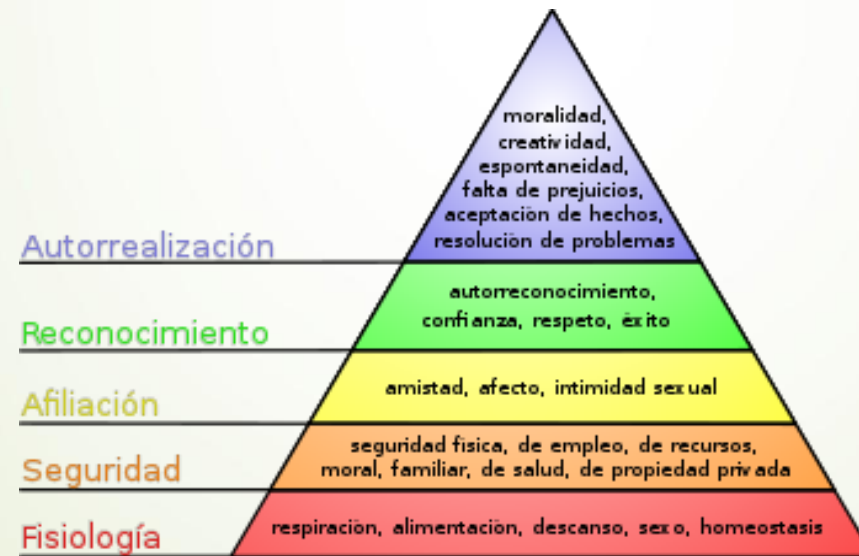 moralidad,
creatividad,
espontaneidad,
falta de prejuicios,
aceptación de hechos,
resolución de problemas
Autorrealización
autorreconocimiento,
confianza, respeto, éxito
Reconocimiento
amistad, afecto, intimidad sexual
Afiliación
seguridad física, de empleo, de recursos,
moral, familiar, de salud, de propiedad privada
Seguridad
respiración, alimentación, descanso, sexo, homeostasis
Fisiología